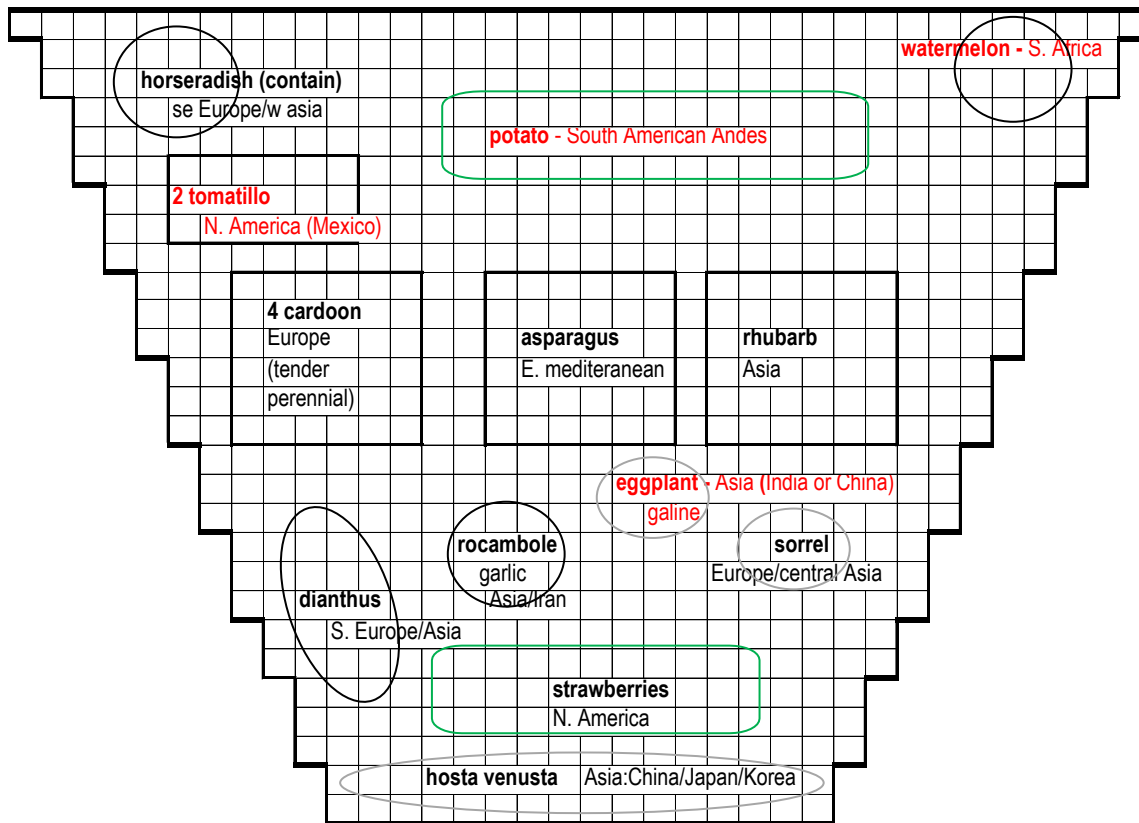 watermelon - S. Africa
horseradish (contain)
se Europe/w asia
potato - South American Andes
2 tomatillo
N. America (Mexico)
4 cardoon
Europe
(tender
perennial)
asparagus
E. mediteranean
rhubarb
Asia
eggplant - Asia (India or China)
galine
rocambole
garlic
Asia/Iran
sorrel
Europe/central Asia
dianthus
S. Europe/Asia
strawberries
N. America
hosta venusta Asia:China/Japan/Korea